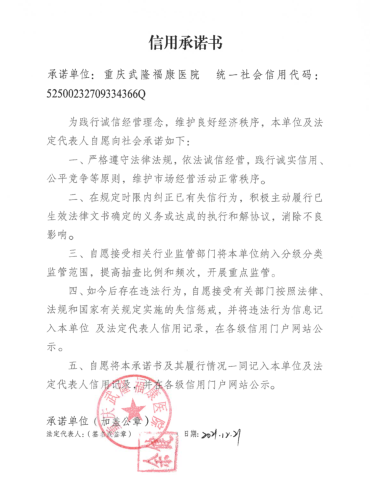 信用承诺书
承诺单位：重庆武隆福康医院 统一社会信用代码：
52500232709334366Q
为践行诚信经营理念，维护良好经济秩序，本单位及法
定代表人自愿向社会承诺如下：
一、严格遵守法律法规，依法诚信经营，践行诚实信用、
公平竞争等原则，维护市场经营活动正常秩序。
二、在规定时限内纠正已有失信行为，积极主动履行已
生效法律文书确定的义务或达成的执行和解协议，消除不良
影响。
三、自愿接受相关行业监管部门将本单位纳入分级分类
监管范围，提高抽查比例和频次，开展重点监管。
四、如今后存在违法行为，自愿接受有关部门按照法律、
法规和国家有关规定实施的失信惩戒，并将违法行为信息记
入本单位 及法定代表人信用记录，在各级信用门户网站公
示。
五、自愿将本承诺书及其履行情况一同记入本单位及法
定代表人信用记录，并在各级信用门户网站公示。
重庆武隆福康医院
承诺单位（加盖公章）
法定代表人：（签名及盖章） 日期：